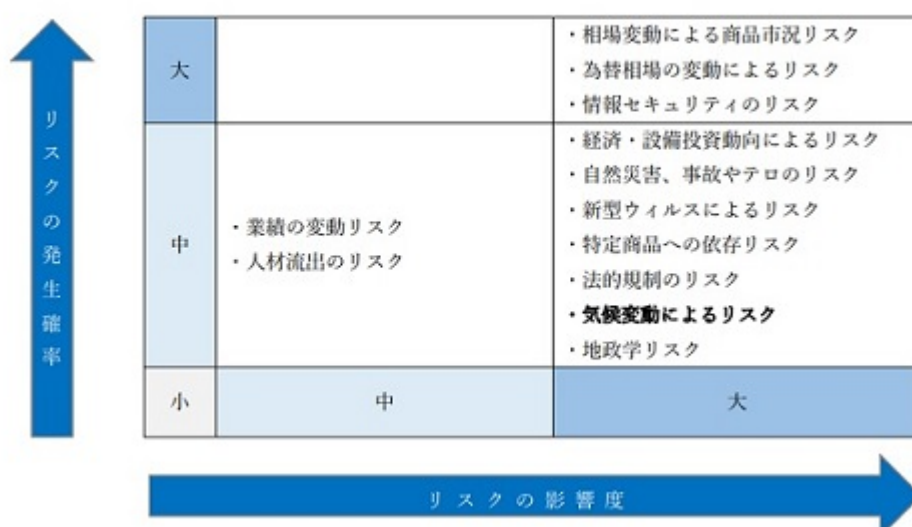 リスクの発生確率
大
・相場変動による商品市況リスク
・為替相場の変動によるリスク
・情報セキュリティのリスク
中
・業績の変動リスク
・人材流出のリスク
・経済・設備投資動向によるリスク
・自然災害、事故やテロのリスク
・新型ウィルスによるリスク
・特定商品への依存リスク
・法的規制のリスク
・気候変動によるリスク
・地政学リスク
小
中
大
リスクの影響度